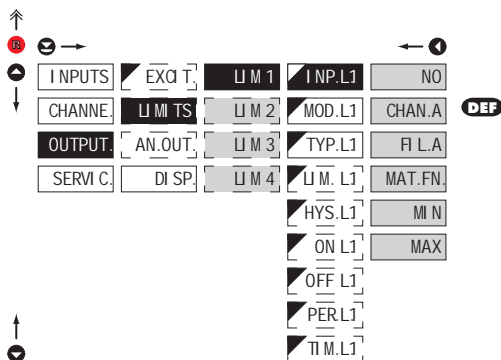 R
INPUTS EXCIT. LIM 1 INP.L1 NO
CHANNE. LIMITS LIM 2 MOD.L1 CHAN.A DEF
OUTPUT. AN.OUT. LIM 3 TYP.L1 FIL.A
SERVIC. DISP. LIM 4 LIM. L1 MAT.FN.
HYS.L1 MIN
ON L1 MAX
OFF L1
PER.L1
TIM.L1